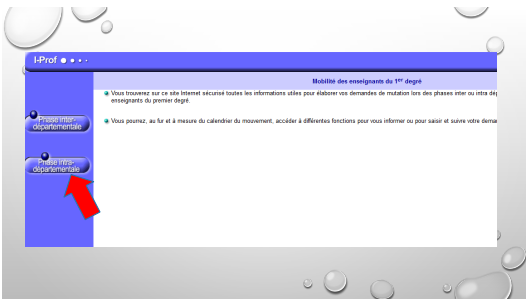 I-Prof
Mobilité des enseignants du 1er degré
Vous trouverez sur ce site Internet sécurisé toutes les informations utiles pour élaborer vos demandes de mutation lors des phases inter ou intra dép
enseignants du premier degré.
Vous pourrez, au fur et à mesure du calendrier du mouvement, accéder à différentes fonctions pour vous informer ou pour saisir et suivre votre dema
Phase Inter-
départementale
Phase Intra-
départementale